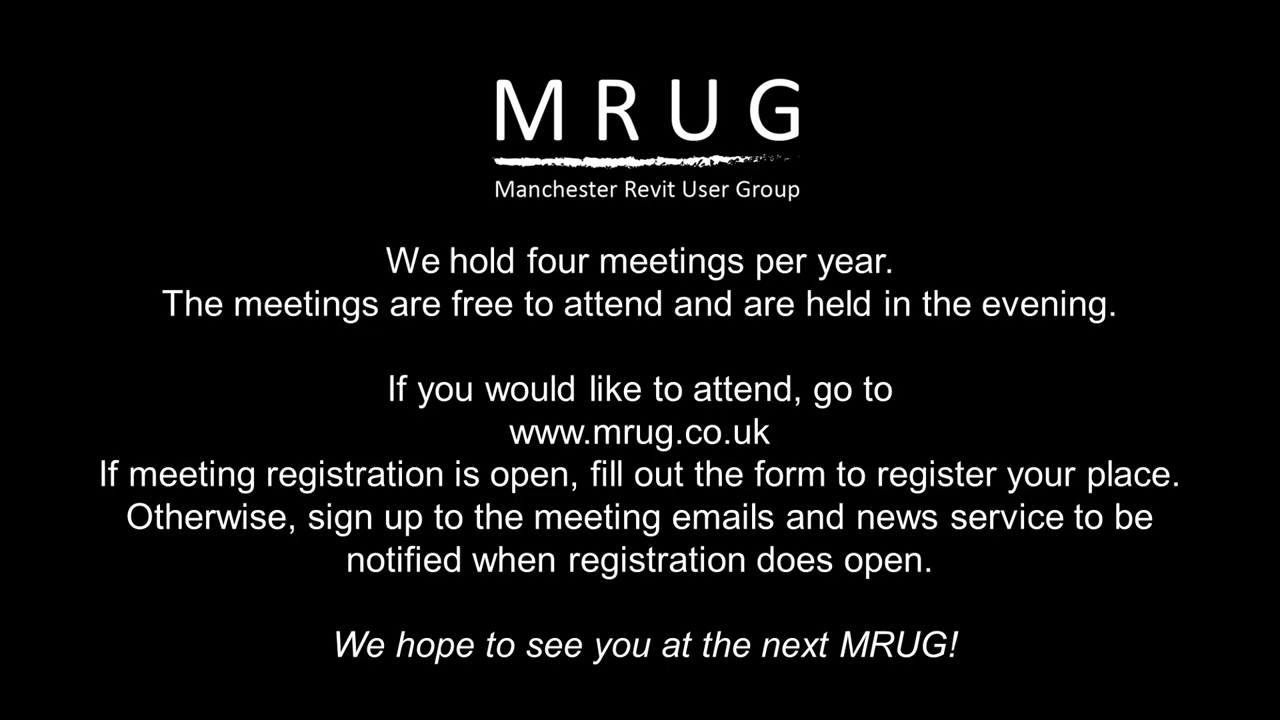 MRUG
Manchester Revit User Group
We hold four meetings per year.
The meetings are free to attend and are held in the evening.
If you would like to attend, go to
www.mrug.co.uk
If meeting registration is open, fill out the form to register your place.
Otherwise, sign up to the meeting emails and news service to be
notified when registration does open.
We hope to see you at the next MRUG!